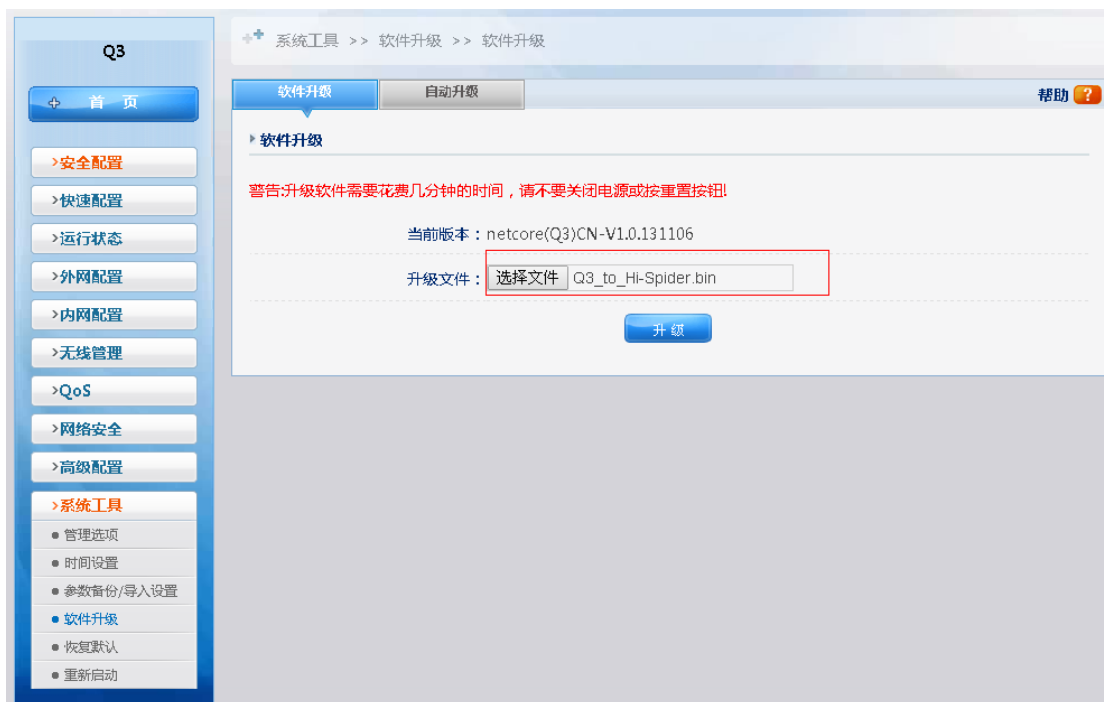 Q3
首 页
>安全配置
>快速配置
>运行状态
>外网配置
>内网配置
>无线管理
>QoS
>网络安全
>高级配置
>系统工具
管理选项
时间设置
参数备份/导入设置
软件升级
恢复默认
重新启动
系统工具 >> 软件升级 >> 软件升级
软件升级 自动升级 帮助 ?
软件升级
警告:升级软件需要花费几分钟的时间，请不要关闭电源或按重置按钮!
当前版本：netcore(Q3)CN-V1.0.131106
升级文件：选择文件 Q3_to_Hi-Spider.bin
升 级